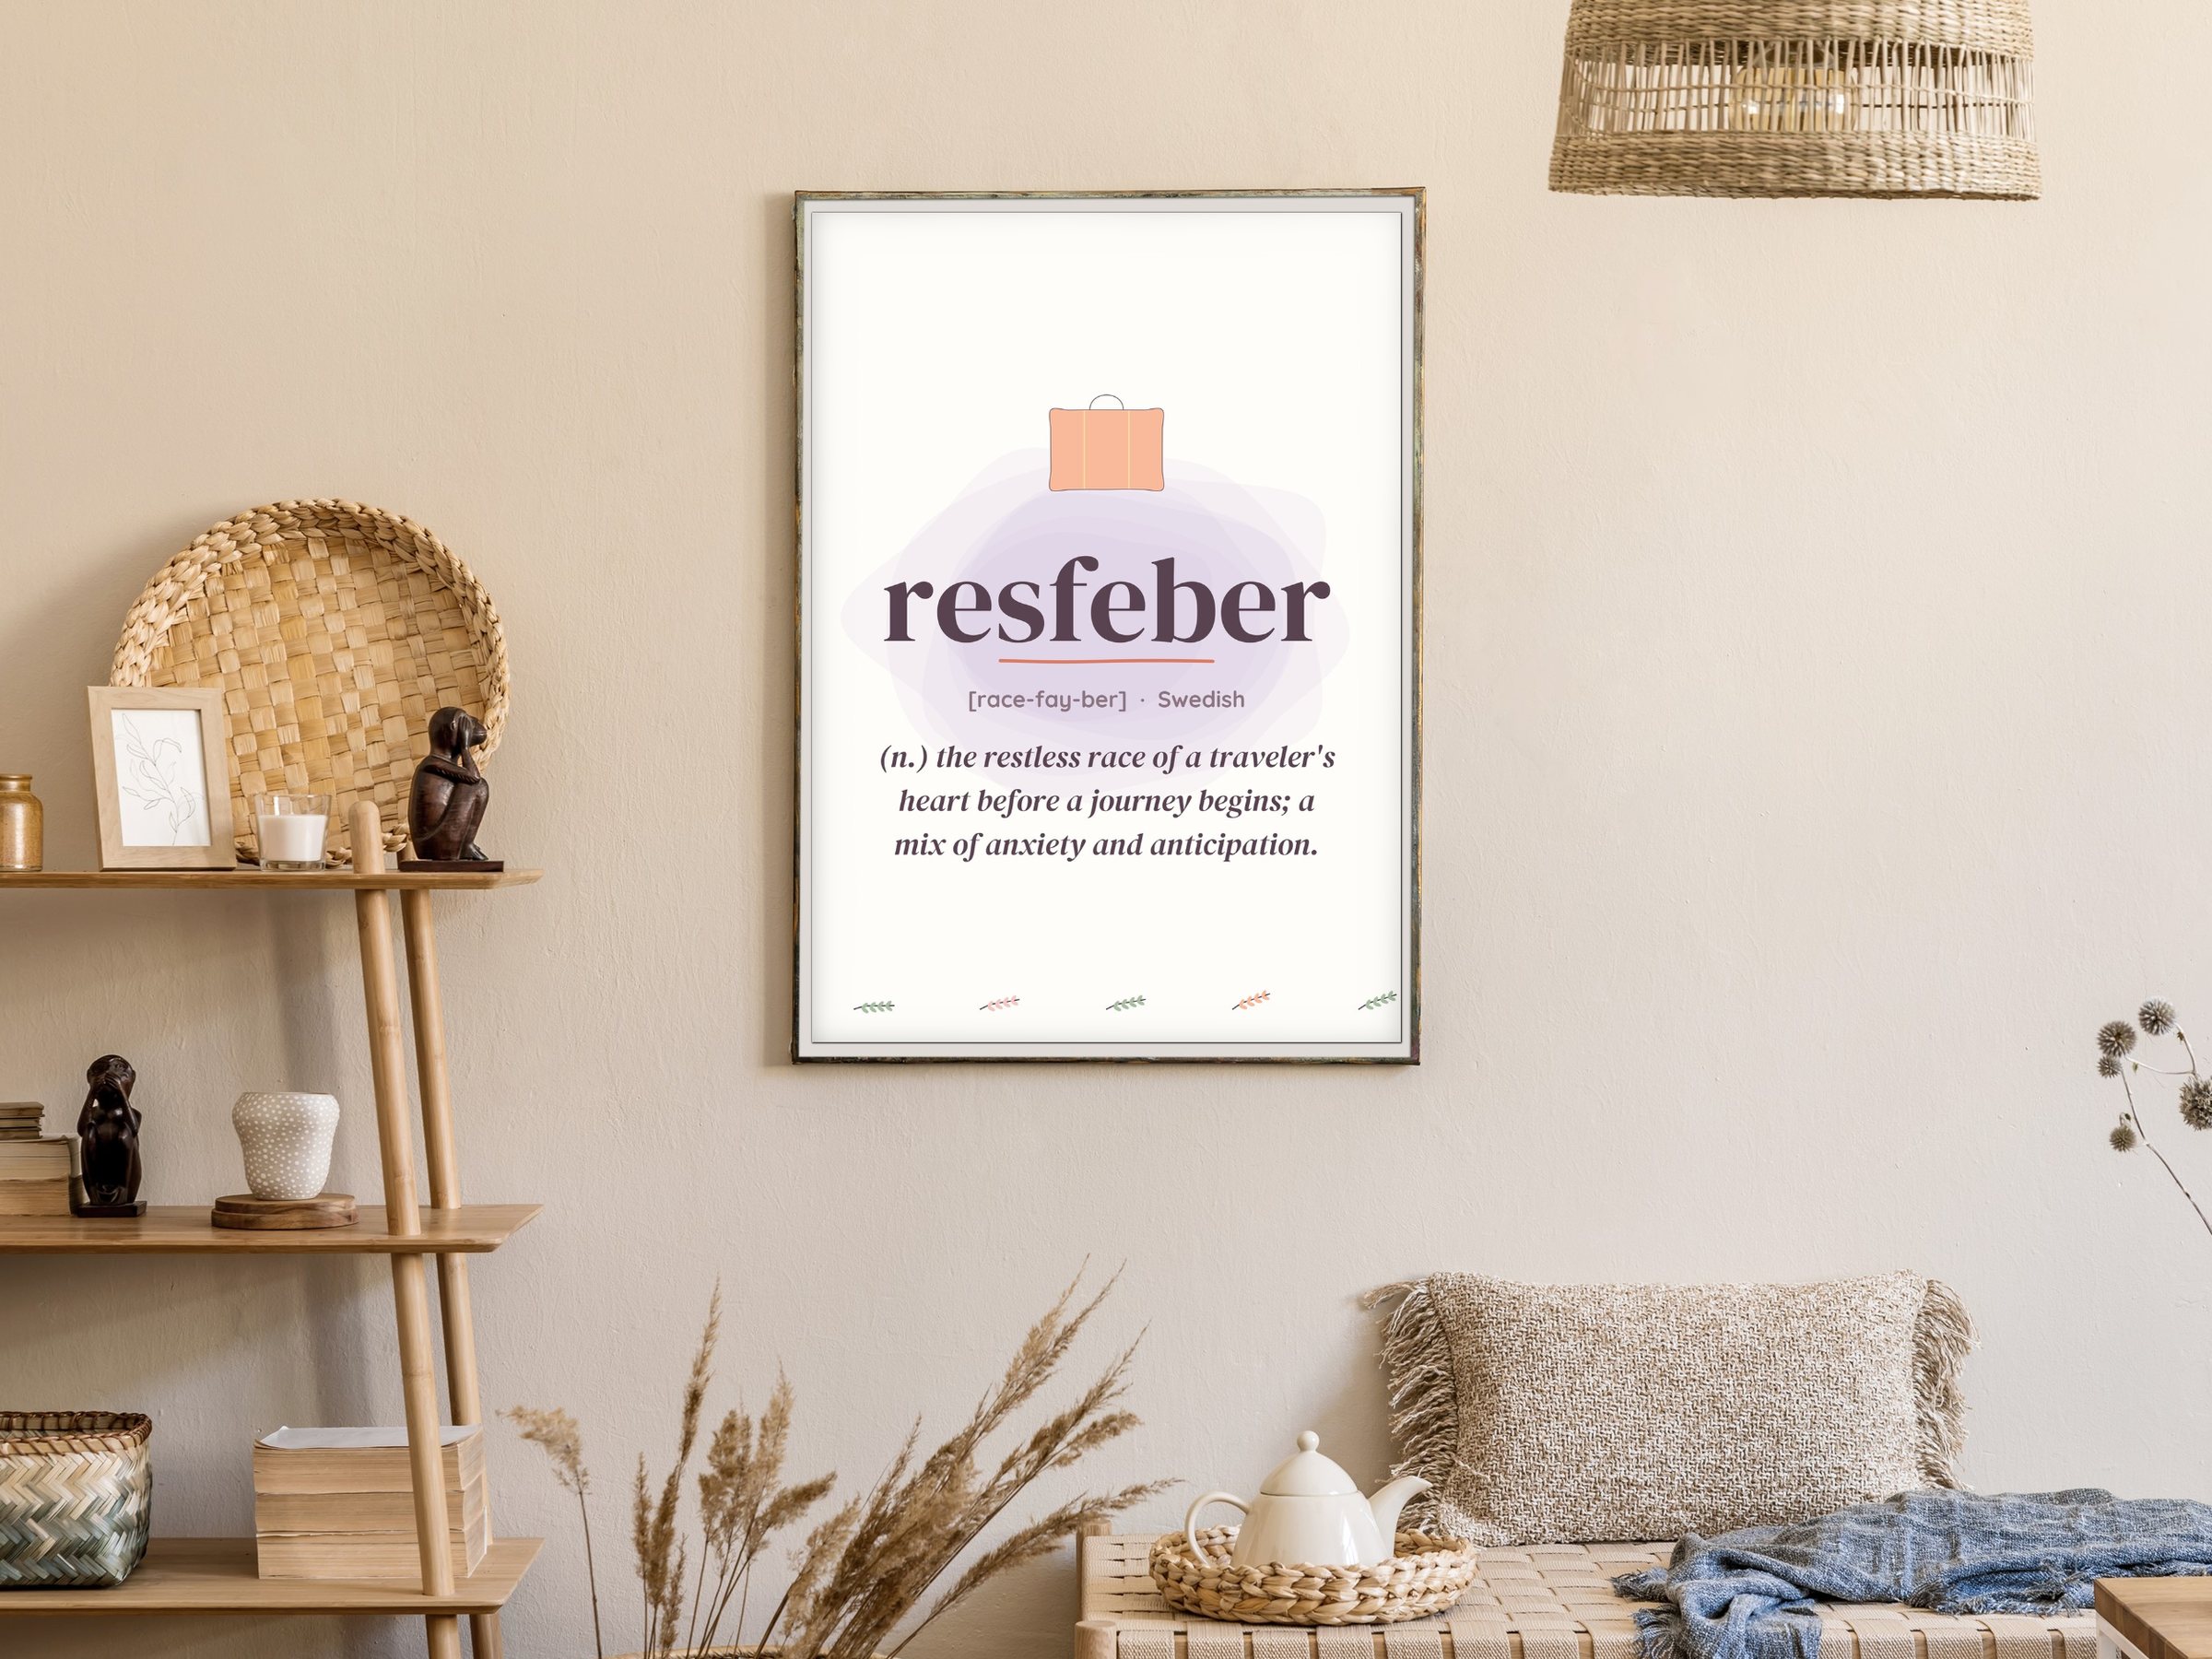 resfeber
[race-fay-ber] · Swedish
(n.) the restless race of a traveler's
heart before a journey begins; a
mix of anxiety and anticipation.